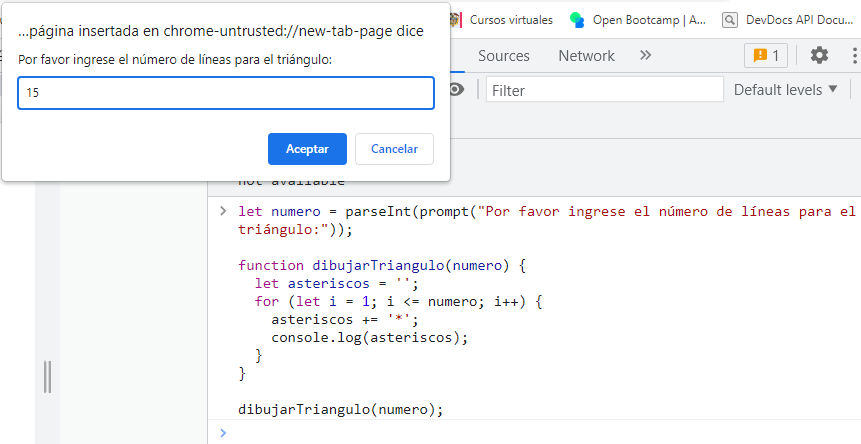 ...página insertada en chrome-untrusted://new-tab-page dice
Por favor ingrese el número de líneas para el triángulo:
15
Aceptar
Cancelar
Cursos virtuales
Open Bootcamp | A...
DevDocs API Docu...
Sources
Network
1
Filter
Default levels
not available
let numero = parseInt(prompt("Por favor ingrese el número de líneas para el
triángulo:"));
function dibujarTriangulo(numero) {
let asteriscos = '';
for (let i = 1; i <= numero; i++) {
asteriscos += '*';
console.log(asteriscos);
}
}
dibujarTriangulo(numero);